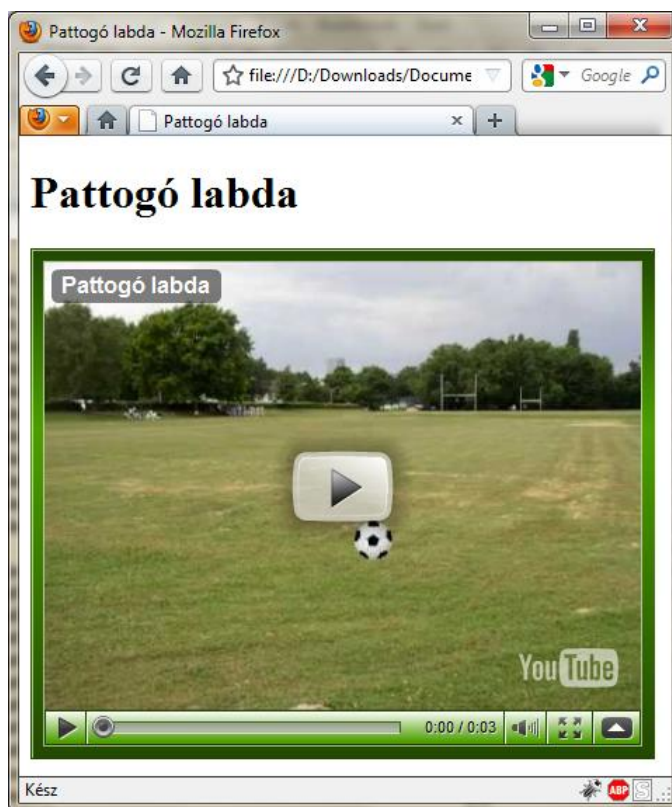 Pattogó labda - Mozilla Firefox
file:///D:/Downloads/Docume
Google
Pattogó labda
Pattogó labda
Pattogó labda
YouTube
0:00 / 0:03
Kész
ABP
S